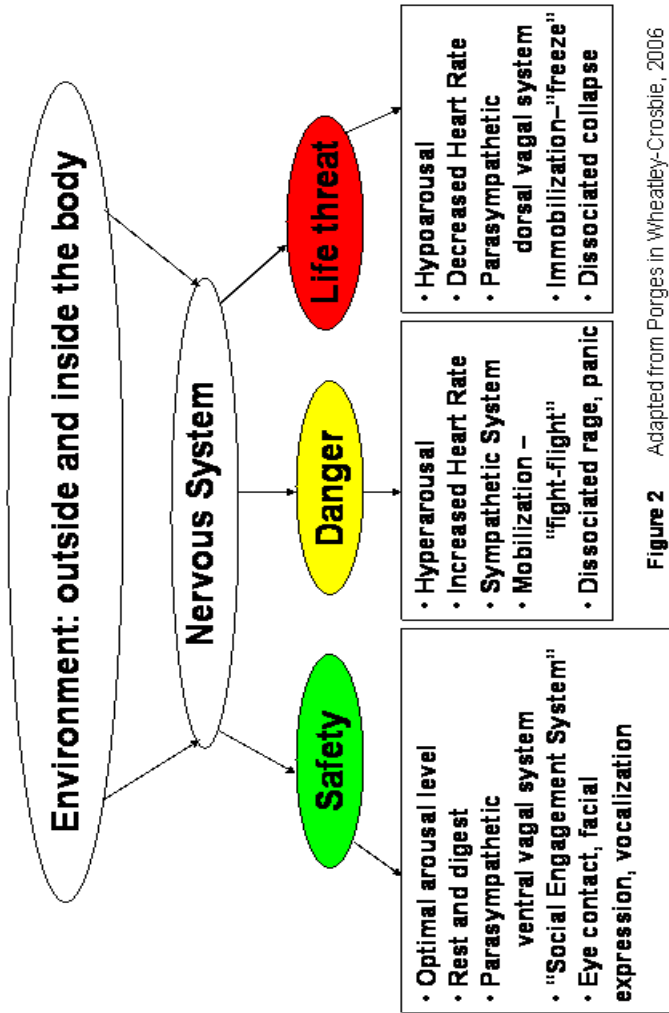 Environment: outside and inside the body
Nervous System
Safety
Danger
Life threat
• Optimal arousal level
• Rest and digest
• Parasympathetic
ventral vagal system
• "Social Engagement System"
• Eye contact, facial
expression, vocalization
• Hyperarousal
• Increased Heart Rate
• Sympathetic System
• Mobilization –
"fight-flight"
• Dissociated rage, panic
• Hypoarousal
• Decreased Heart Rate
• Parasympathetic
dorsal vagal system
• Immobilization–"freeze"
• Dissociated collapse
Figure 2 Adapted from Porges in Wheatley-Crosbie, 2006